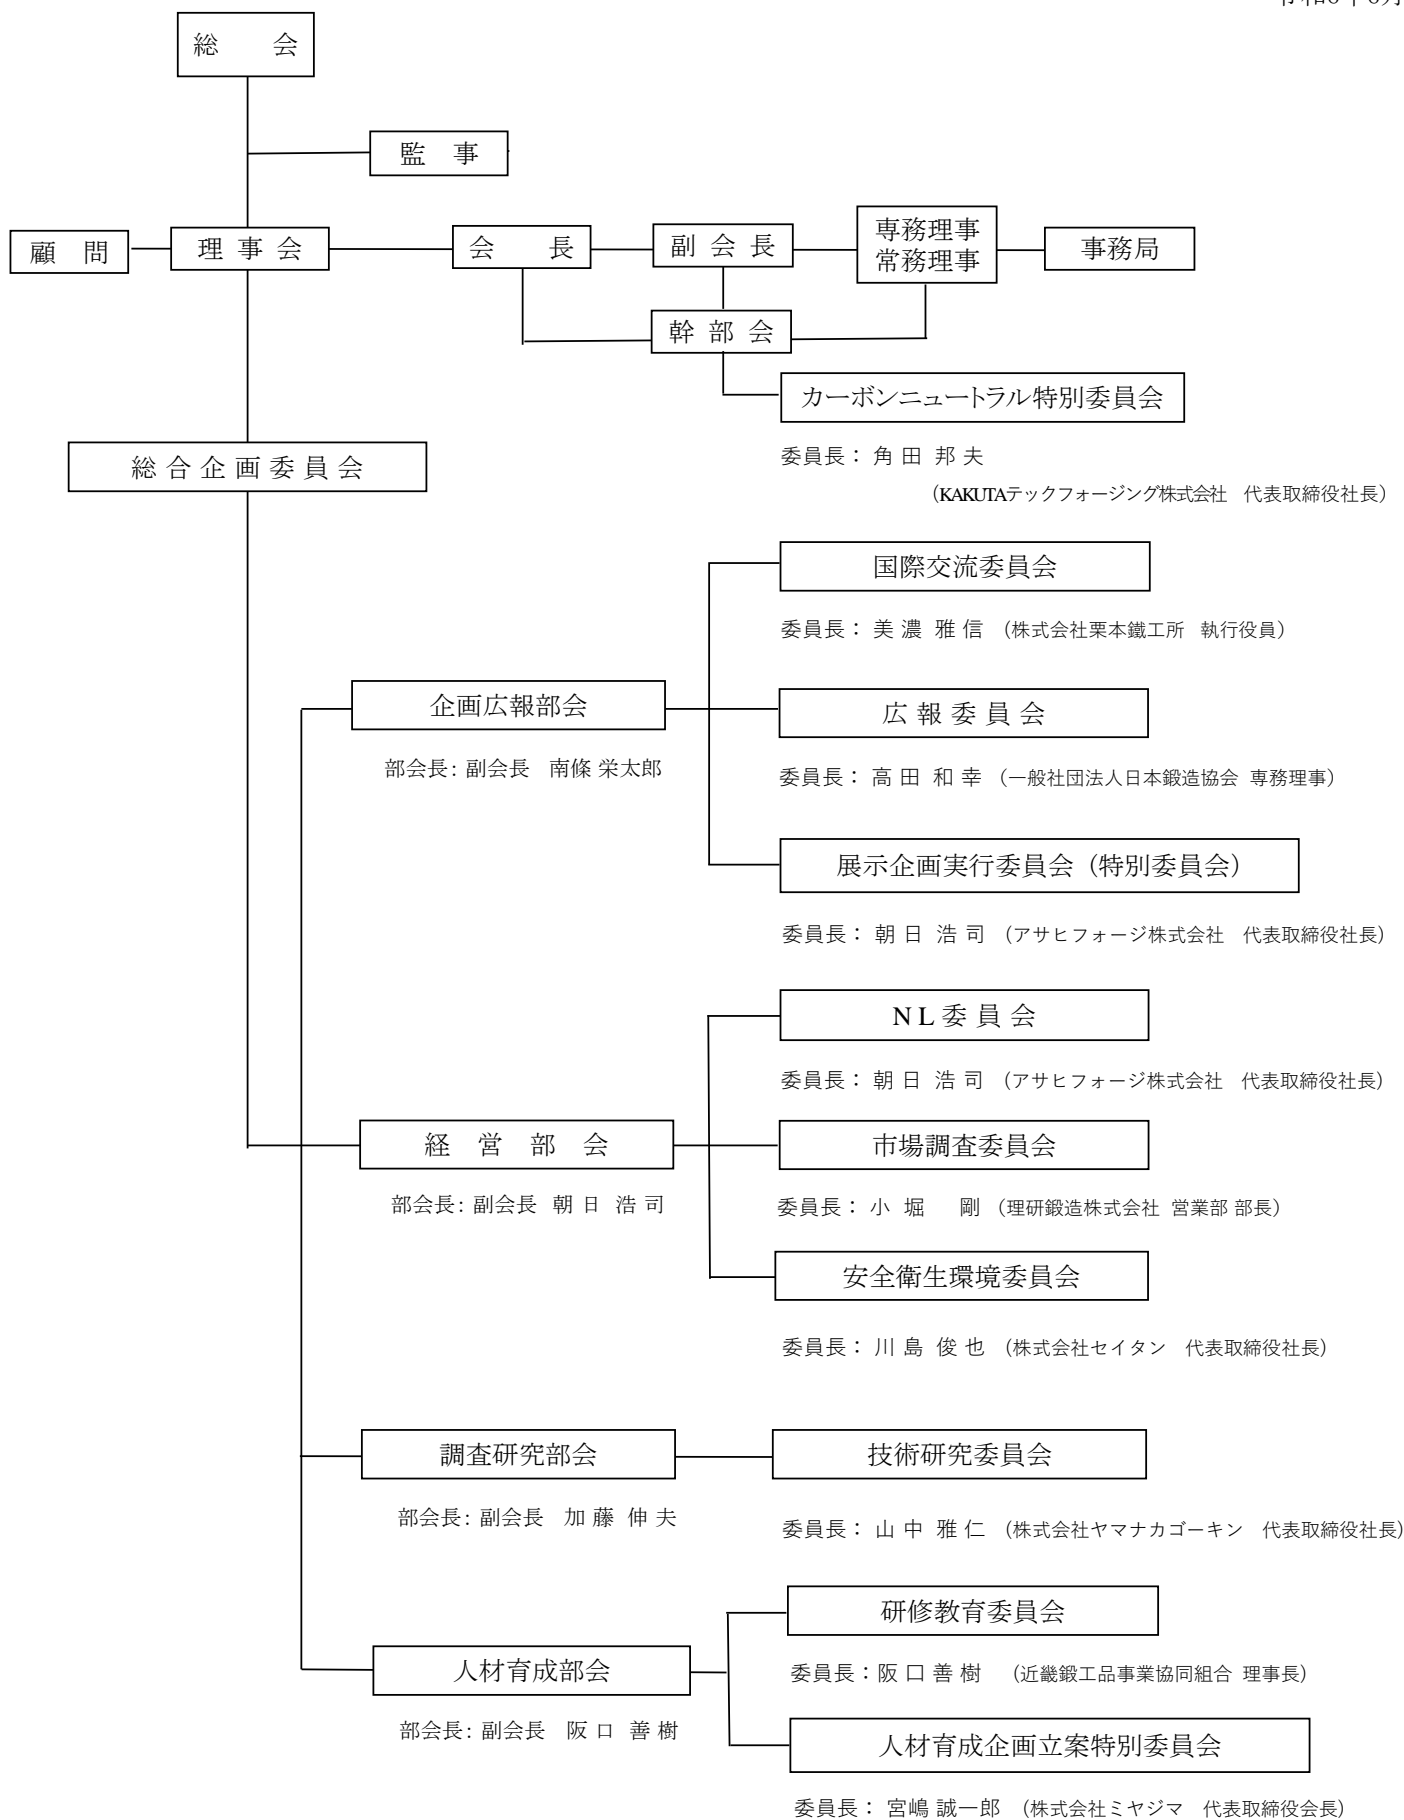 総 会
監 事
顧 問
理 事 会
会 長
副 会 長
専務理事
常務理事
事務局
幹 部 会
カーボンニュートラル特別委員会
委員長： 角 田 邦 夫
（KAKUTAテックフォージング株式会社 代表取締役社長）
総 合 企 画 委 員 会
国際交流委員会
委員長： 美 濃 雅 信 （株式会社栗本鐵工所 執行役員）
企画広報部会
部会長：副会長 南條 栄太郎
広 報 委 員 会
委員長： 高 田 和 幸 （一般社団法人日本鍛造協会 専務理事）
展示企画実行委員会（特別委員会）
委員長： 朝 日 浩 司 （アサヒフォージ株式会社 代表取締役社長）
N L 委 員 会
委員長： 朝 日 浩 司 （アサヒフォージ株式会社 代表取締役社長）
経 営 部 会
部会長：副会長 朝 日 浩 司
市場調査委員会
委員長： 小 堀 剛 （理研鍛造株式会社 営業部 部長）
安全衛生環境委員会
委員長： 川 島 俊 也 （株式会社セイタン 代表取締役社長）
調査研究部会
部会長：副会長 加 藤 伸 夫
技術研究委員会
委員長： 山 中 雅 仁 （株式会社ヤマナカゴーキン 代表取締役社長）
人材育成部会
部会長：副会長 阪 口 善 樹
研修教育委員会
委員長：阪 口 善 樹 （近畿鍛工品事業協同組合 理事長）
人材育成企画立案特別委員会
委員長： 宮嶋 誠一郎 （株式会社ミヤジマ 代表取締役会長）